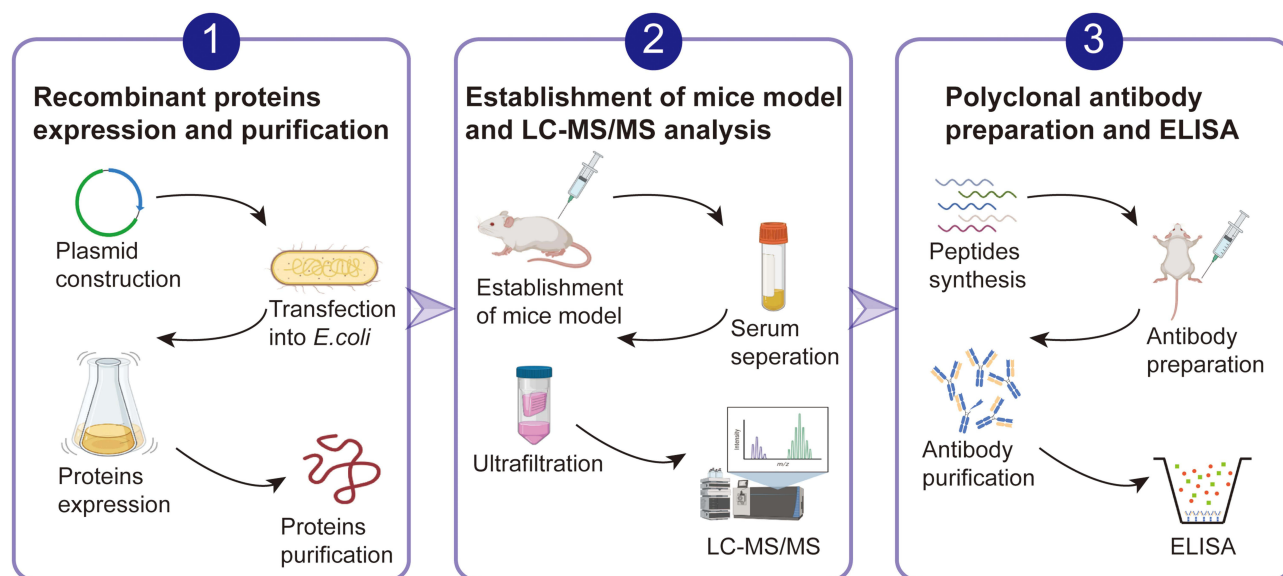 1
Recombinant proteins
expression and purification
Plasmid
construction
Transfection
into E.coli
Proteins
expression
Proteins
purification
2
Establishment of mice model
and LC-MS/MS analysis
Establishment
of mice model
Serum
seperation
Ultrafiltration
Intensity
m/z
LC-MS/MS
3
Polyclonal antibody
preparation and ELISA
Peptides
synthesis
Antibody
preparation
Antibody
purification
ELISA